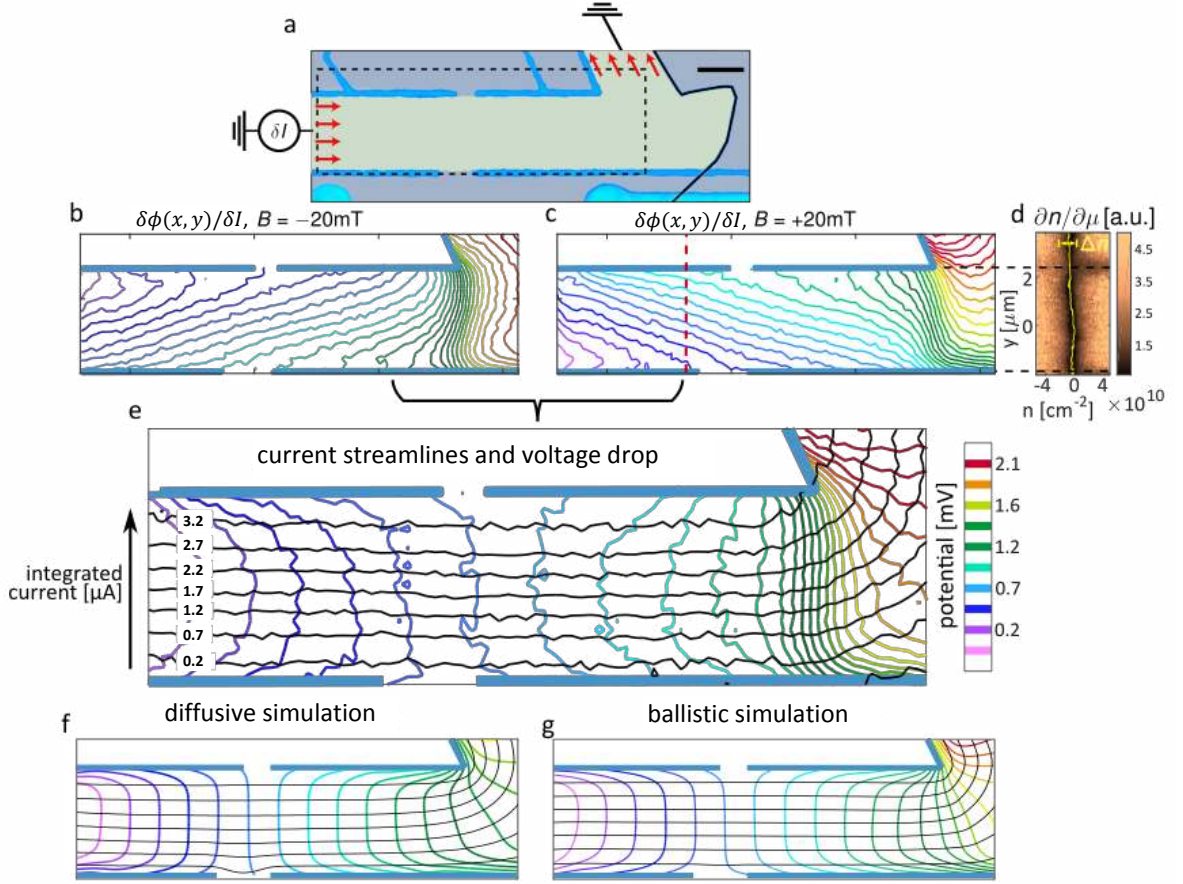 a
δI
b
δϕ(x, y)/δI, B = −20mT
c
δϕ(x, y)/δI, B = +20mT
d
∂n/∂μ [a.u.]
Δn
4.5
3.5
2.5
1.5
2
0
y [μm]
-4 0 4
n [cm⁻²] ×10¹⁰
e
current streamlines and voltage drop
3.2
2.7
2.2
1.7
1.2
0.7
0.2
integrated
current [μA]
potential [mV]
2.1
1.6
1.2
0.7
0.2
f
diffusive simulation
g
ballistic simulation